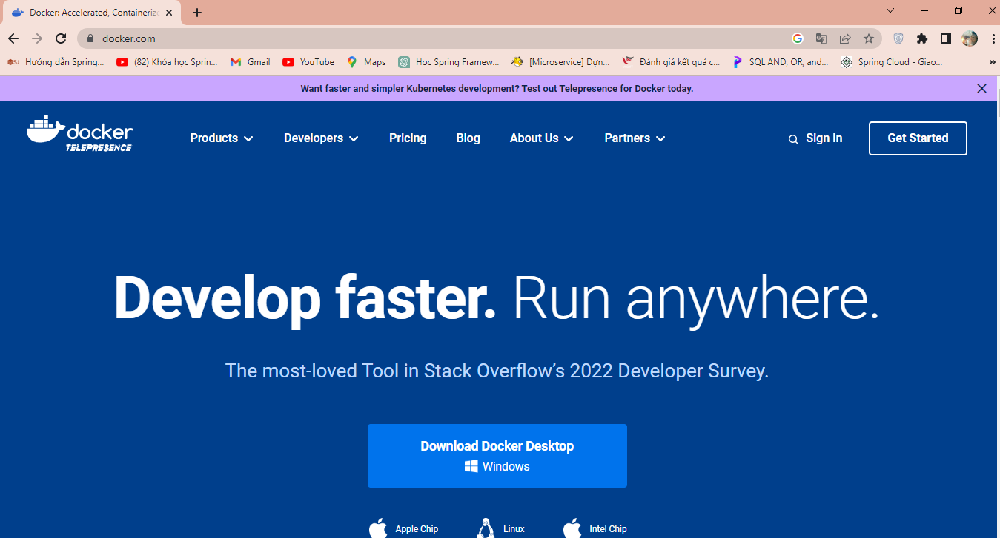 Docker: Accelerated, Containerize
docker.com
Hướng dẫn Spring... (82) Khóa học Sprin... Gmail YouTube Maps Hoc Spring Framew... [Microservice] Dựn... Đánh giá kết quả c... SQL AND, OR, and... Spring Cloud - Giao... »
Want faster and simpler Kubernetes development? Test out Telepresence for Docker today.
docker
TELEPRESENCE
Products Developers Pricing Blog About Us Partners Sign In Get Started
Develop faster. Run anywhere.
The most-loved Tool in Stack Overflow’s 2022 Developer Survey.
Download Docker Desktop
Windows
Apple Chip Linux Intel Chip